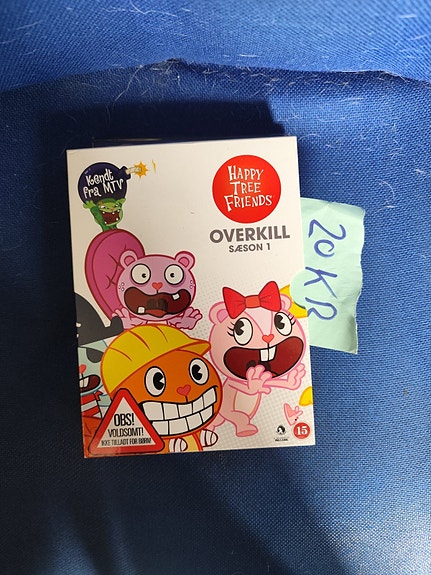 Kendt
fra MTV
HAPPY
TREE
FRIENDS
OVERKILL
SÆSON 1
20 KR
OBS!
VOLDSOMT!
IKKE TILLADT FOR BØRN!
15